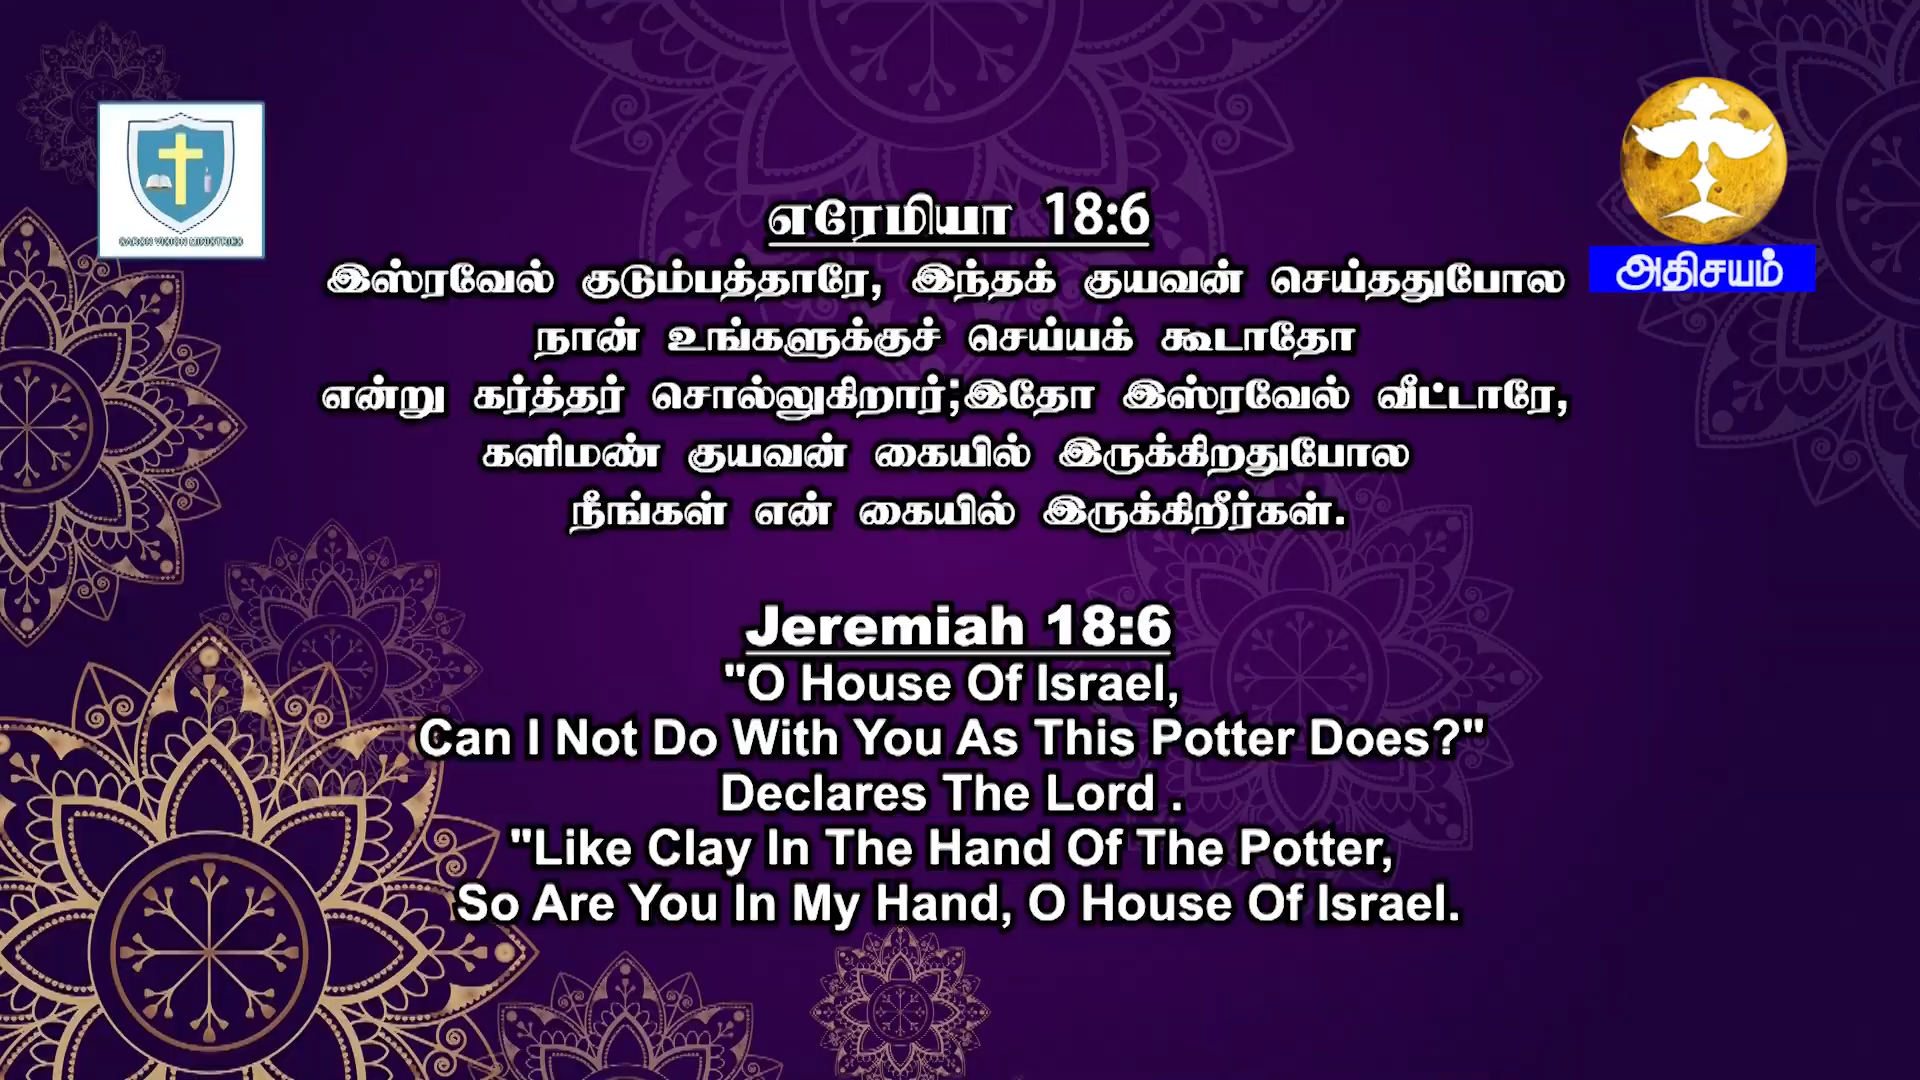 எரேமியா 18:6
இஸ்ரவேல் குடும்பத்தாரே, இந்தக் குயவன் செய்ததுபோல
நான் உங்களுக்குச் செய்யக் கூடாதோ
என்று கர்த்தர் சொல்லுகிறார்;இதோ இஸ்ரவேல் வீட்டாரே,
களிமண் குயவன் கையில் இருக்கிறதுபோல
நீங்கள் என் கையில் இருக்கிறீர்கள்.
அதிசயம்
Jeremiah 18:6
"O House Of Israel,
Can I Not Do With You As This Potter Does?"
Declares The Lord .
"Like Clay In The Hand Of The Potter,
So Are You In My Hand, O House Of Israel.